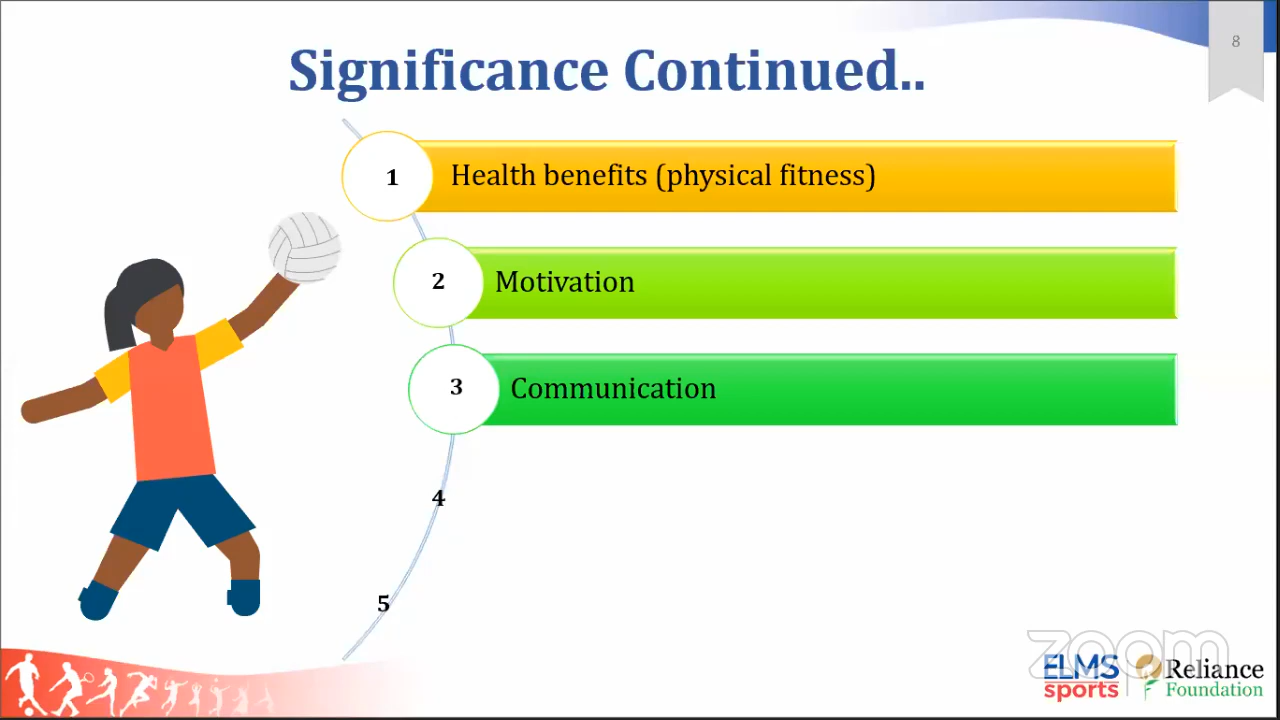 8
Significance Continued..
1 Health benefits (physical fitness)
2 Motivation
3 Communication
4
5
zoom
ELMS
sports
Reliance
Foundation